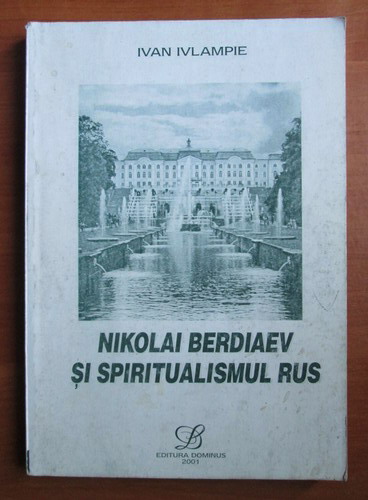 IVAN IVLAMPIE
NIKOLAI BERDIAEV
ȘI SPIRITUALISMUL RUS
EDITURA DOMINUS
2001